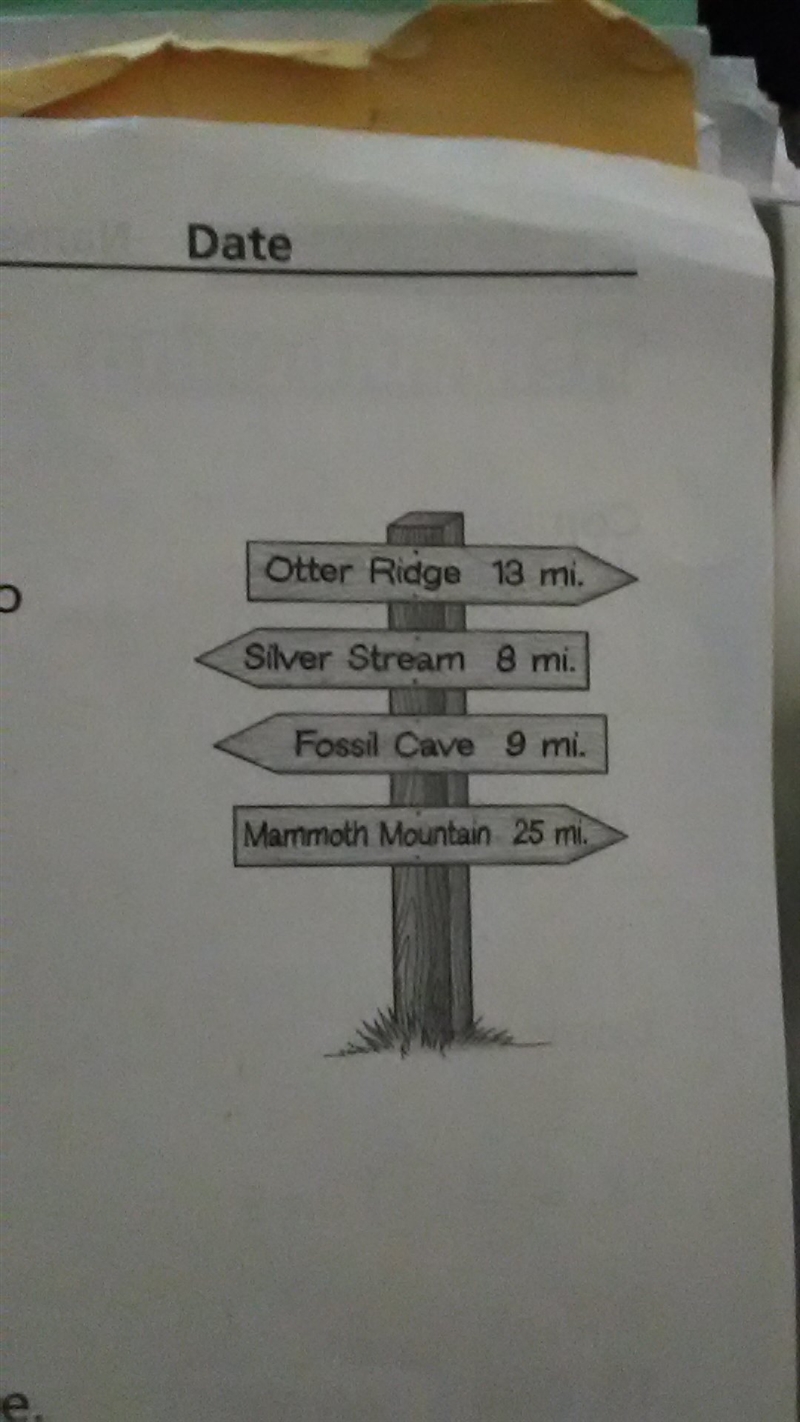 Date
Otter Ridge 13 mi.
Silver Stream 8 mi.
Fossil Cave 9 mi.
Mammoth Mountain 25 mi.
e.